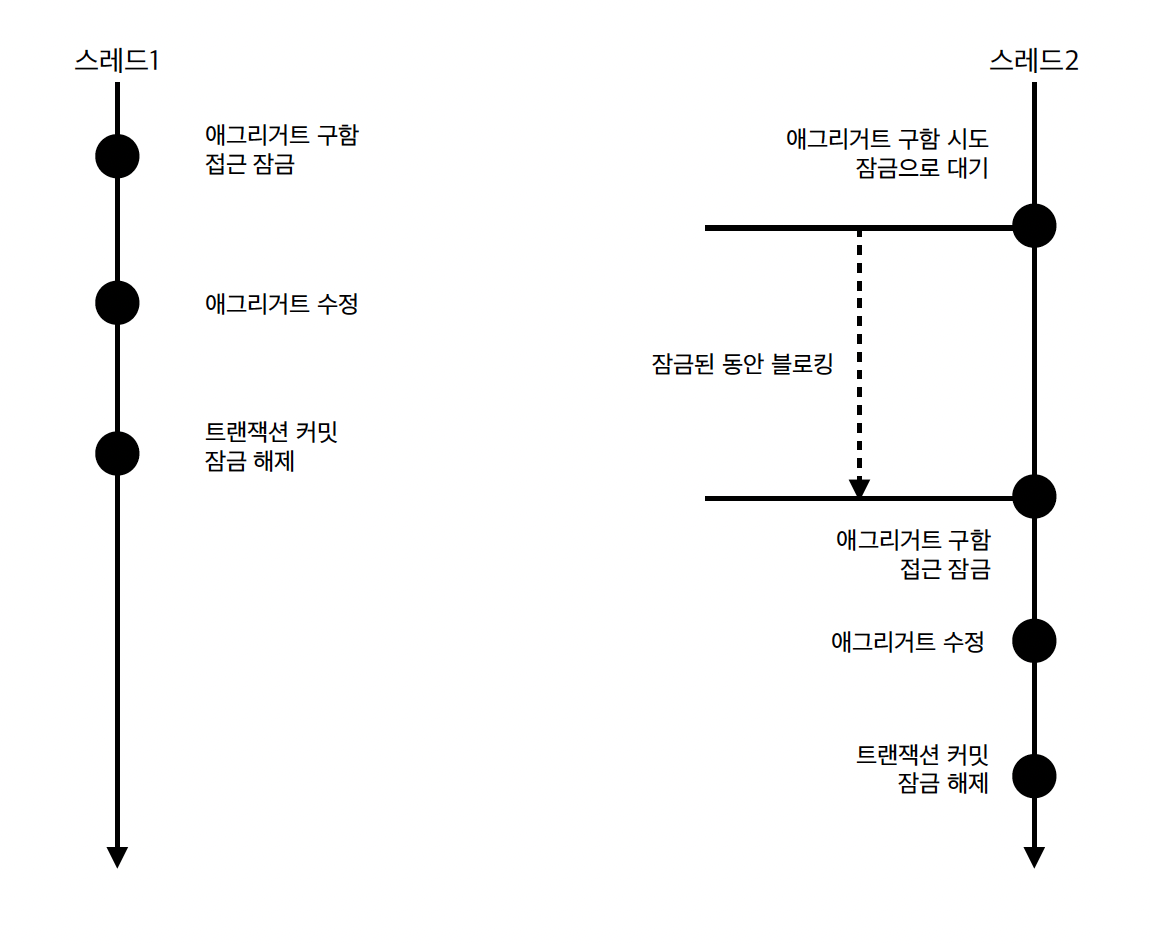 스레드1
애그리거트 구함
접근 잠금
애그리거트 수정
트랜잭션 커밋
잠금 해제
스레드2
애그리거트 구함 시도
잠금으로 대기
잠금된 동안 블로킹
애그리거트 구함
접근 잠금
애그리거트 수정
트랜잭션 커밋
잠금 해제